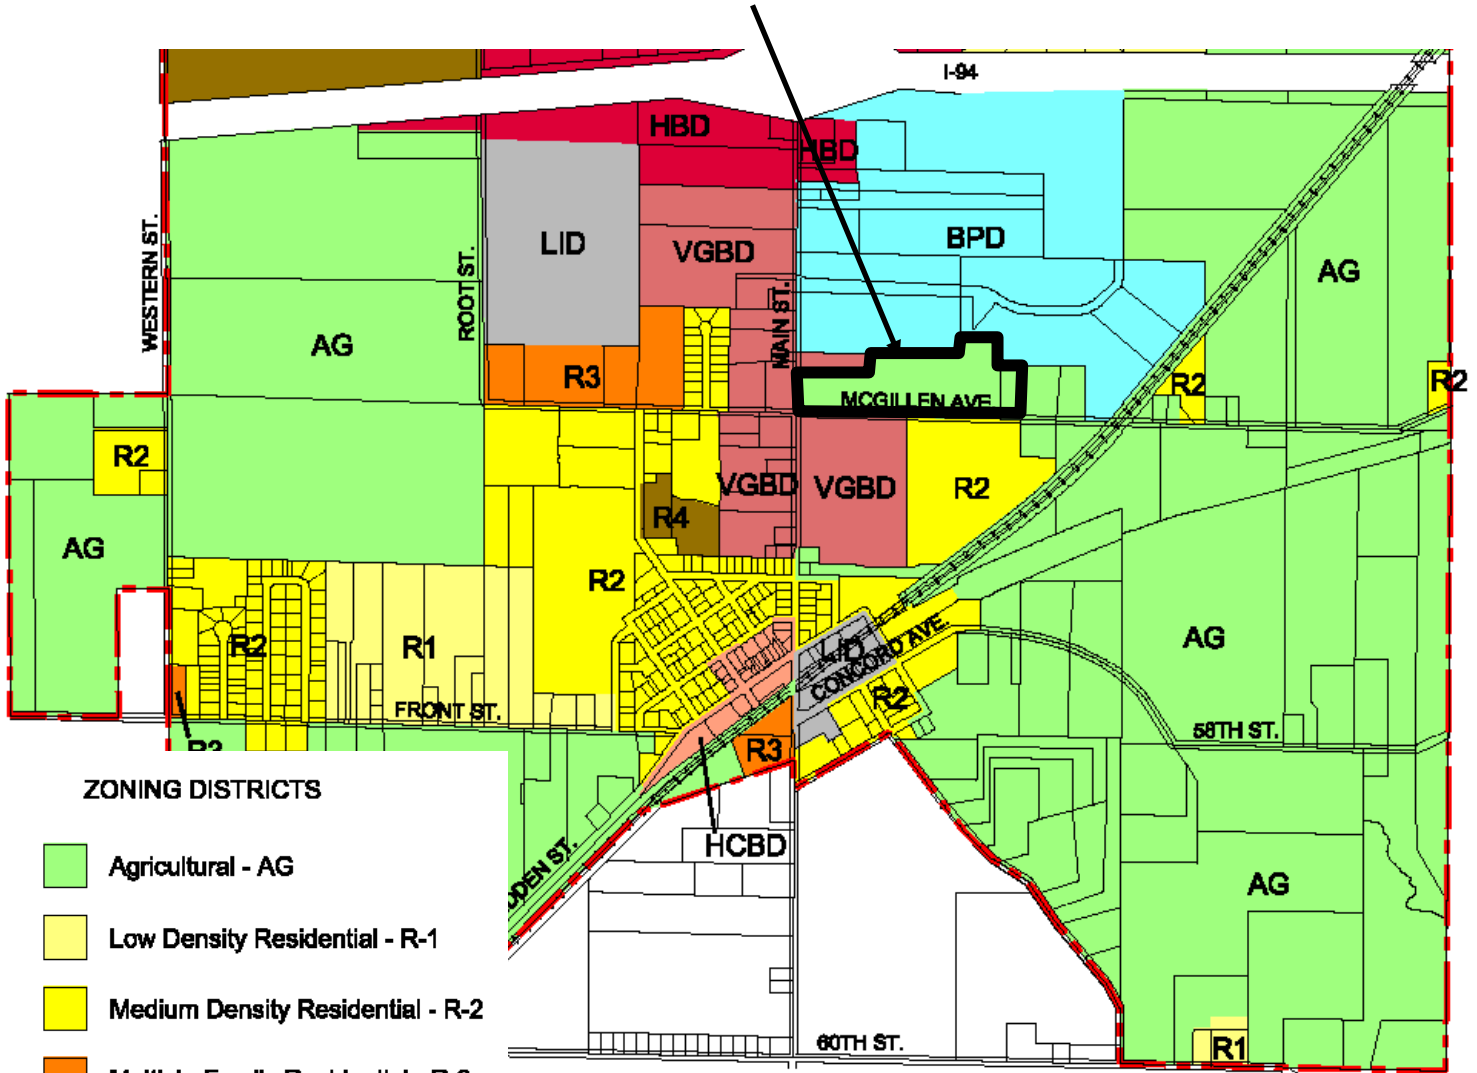 I-94
HBD
HBD
WESTERN ST.
ROOT ST.
LID
VGBD
MAIN ST.
BPD
AG
AG
R3
R2
R2
MCGILLEN AVE
R2
VGBD
VGBD
R2
R4
AG
R2
R2
R1
AG
CONCORD AVE.
R2
FRONT ST.
58TH ST.
R3
HCBD
AG
60TH ST.
R1
ZONING DISTRICTS
Agricultural - AG
Low Density Residential - R-1
Medium Density Residential - R-2